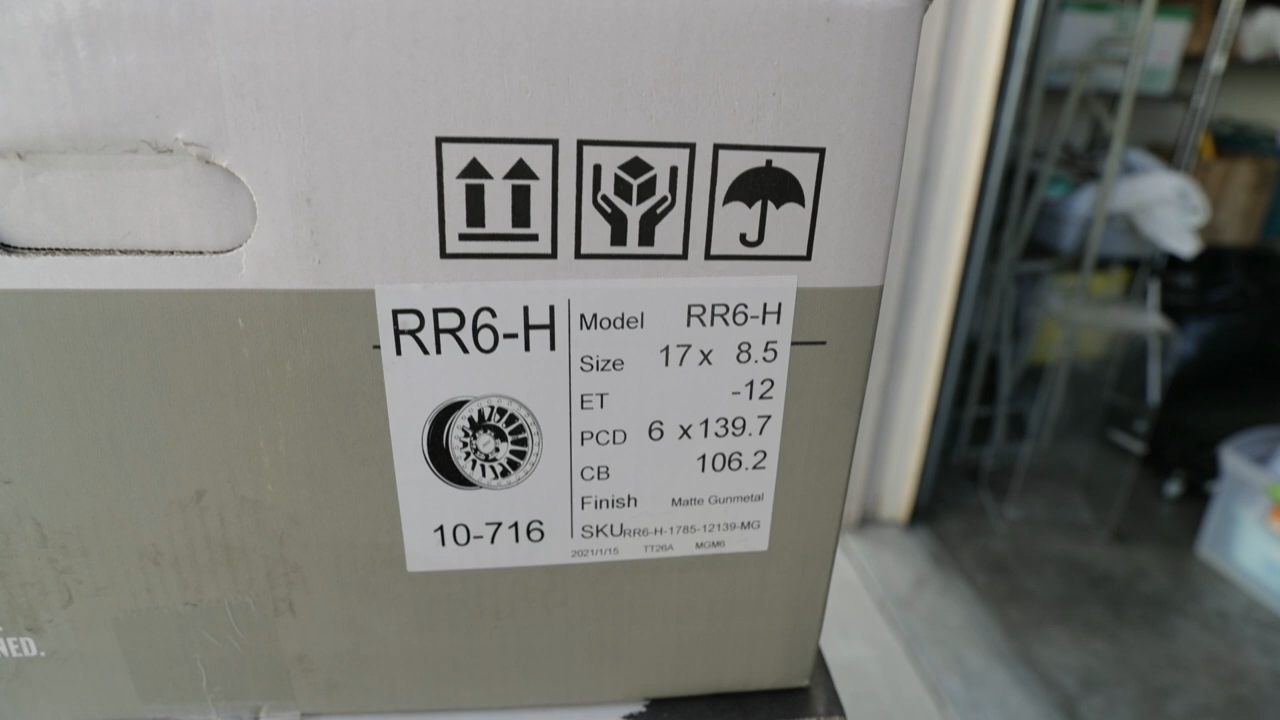 RR6-H
10-716
Model RR6-H
Size 17 x 8.5
ET -12
PCD 6 x 139.7
CB 106.2
Finish Matte Gunmetal
SKU RR6-H-1785-12139-MG
2021/1/15 TT26A MGM6
NED.